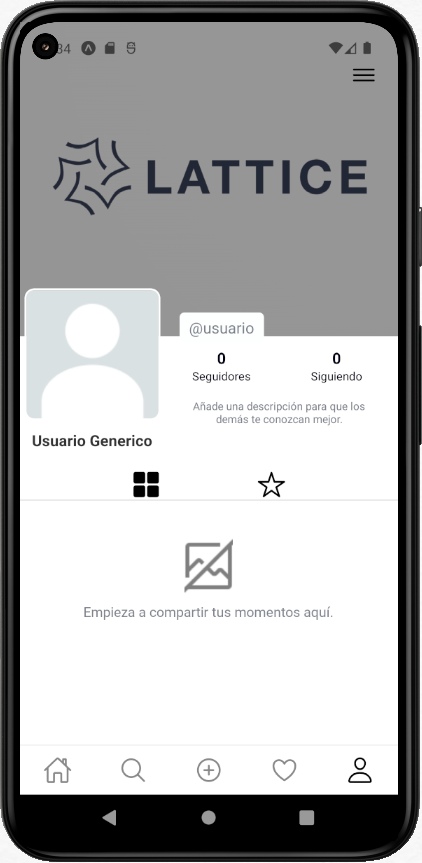 34
LATTICE
@usuario
0
Seguidores
0
Siguiendo
Añade una descripción para que los
demás te conozcan mejor.
Usuario Generico
Empieza a compartir tus momentos aquí.